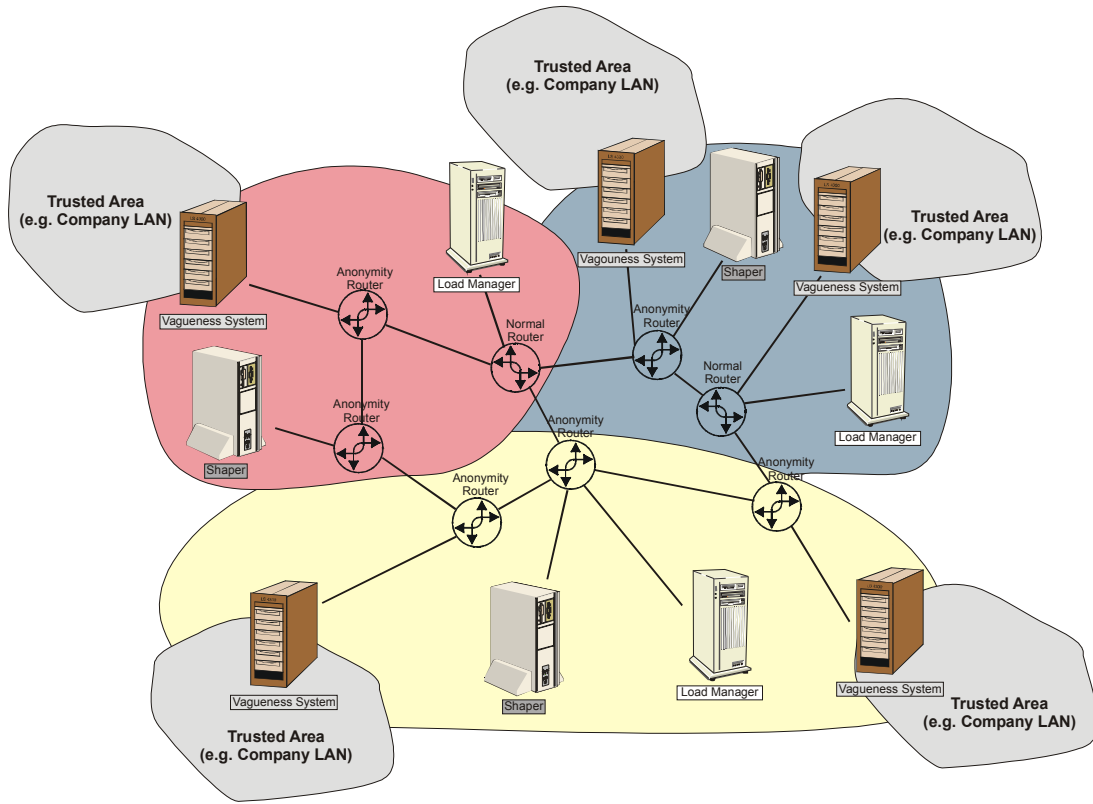 Trusted Area
(e.g. Company LAN)
Trusted Area
(e.g. Company LAN)
Trusted Area
(e.g. Company LAN)
Vagueness System
Load Manager
Vagouness System
Shaper
Vagueness System
Anonymity
Router
Normal
Router
Anonymity
Router
Normal
Router
Load Manager
Anonymity
Router
Shaper
Anonymity
Router
Anonymity
Router
Anonymity
Router
Vagueness System
Shaper
Load Manager
Vagueness System
Trusted Area
(e.g. Company LAN)
Trusted Area
(e.g. Company LAN)